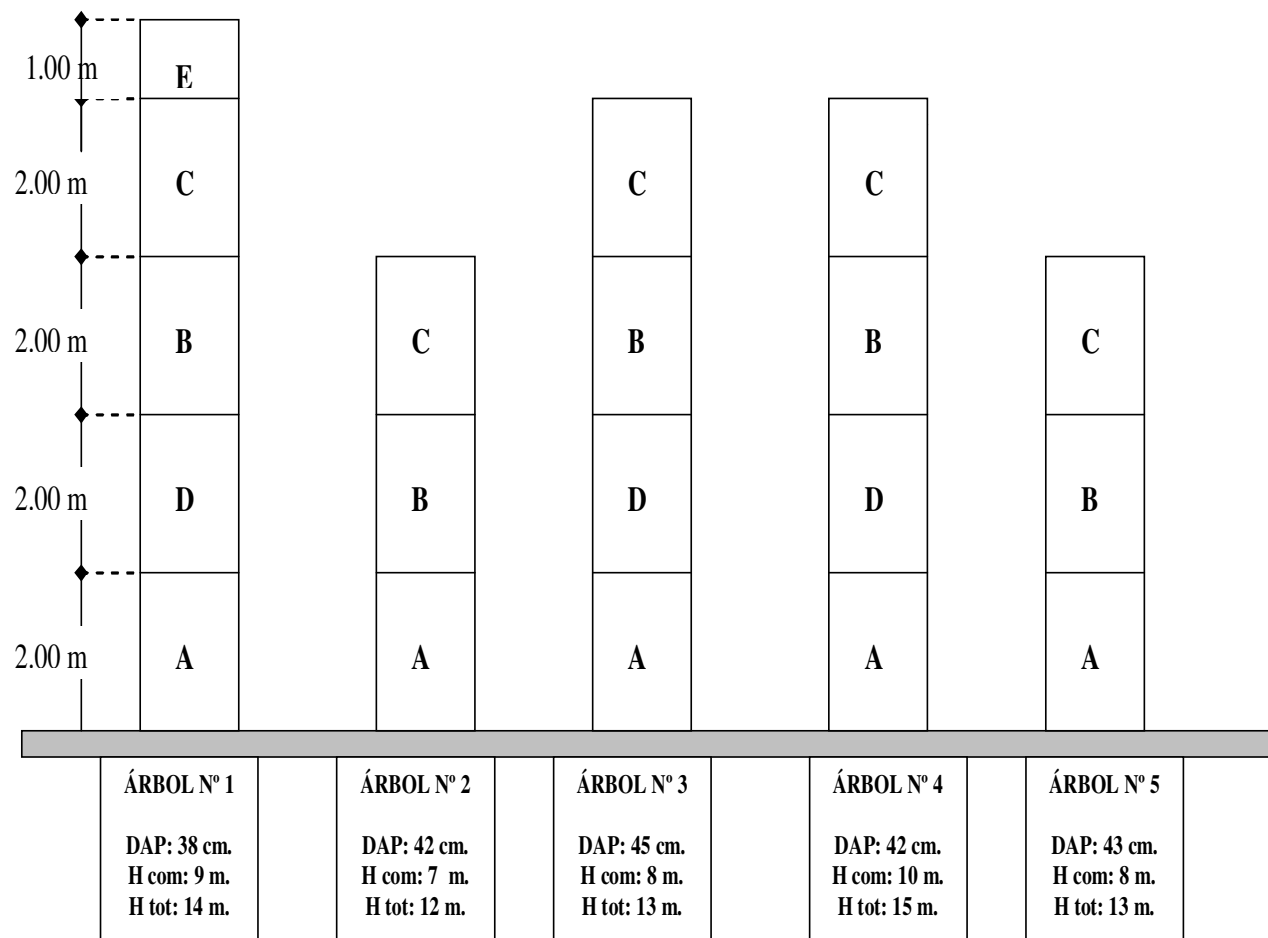 1.00 m
E
2.00 m
C
C
C
2.00 m
B
C
B
B
C
2.00 m
D
B
D
D
B
2.00 m
A
A
A
A
A
ÁRBOL Nº 1
DAP: 38 cm.
H com: 9 m.
H tot: 14 m.
ÁRBOL Nº 2
DAP: 42 cm.
H com: 7 m.
H tot: 12 m.
ÁRBOL Nº 3
DAP: 45 cm.
H com: 8 m.
H tot: 13 m.
ÁRBOL Nº 4
DAP: 42 cm.
H com: 10 m.
H tot: 15 m.
ÁRBOL Nº 5
DAP: 43 cm.
H com: 8 m.
H tot: 13 m.